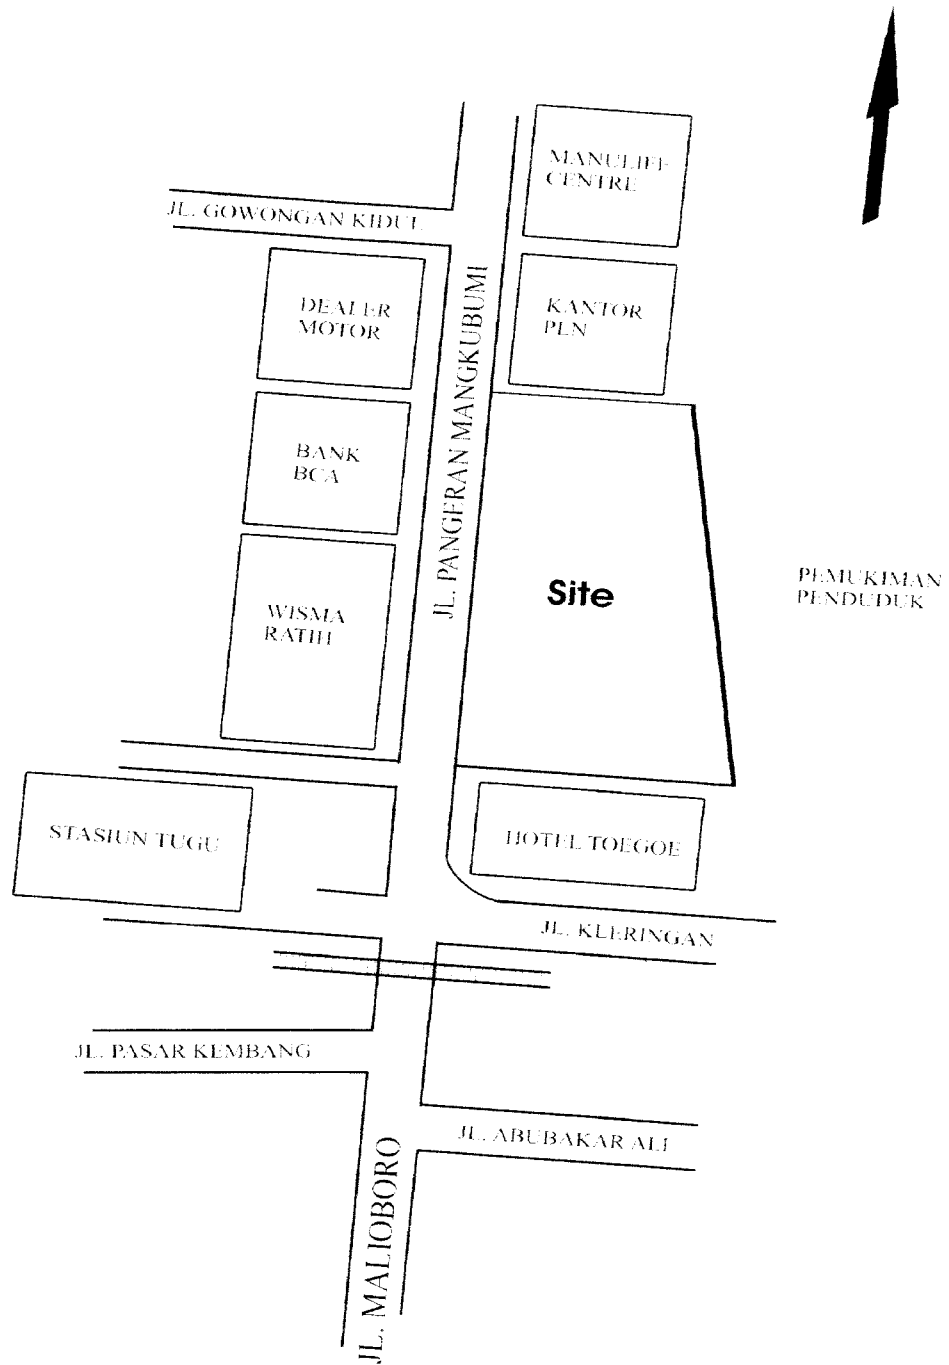 MANULIFE
CENTRE
JL. GOWONGAN KIDUL
DEALER
MOTOR
KANTOR
PLN
JL. PANGERAN MANGKUBUMI
BANK
BCA
Site
PEMUKIMAN
PENDUDUK
WISMA
RATIH
STASIUN TUGU
HOTEL TOEGOE
JL. KLERINGAN
JL. PASAR KEMBANG
JL. ABUBAKAR ALI
JL. MALIOBORO